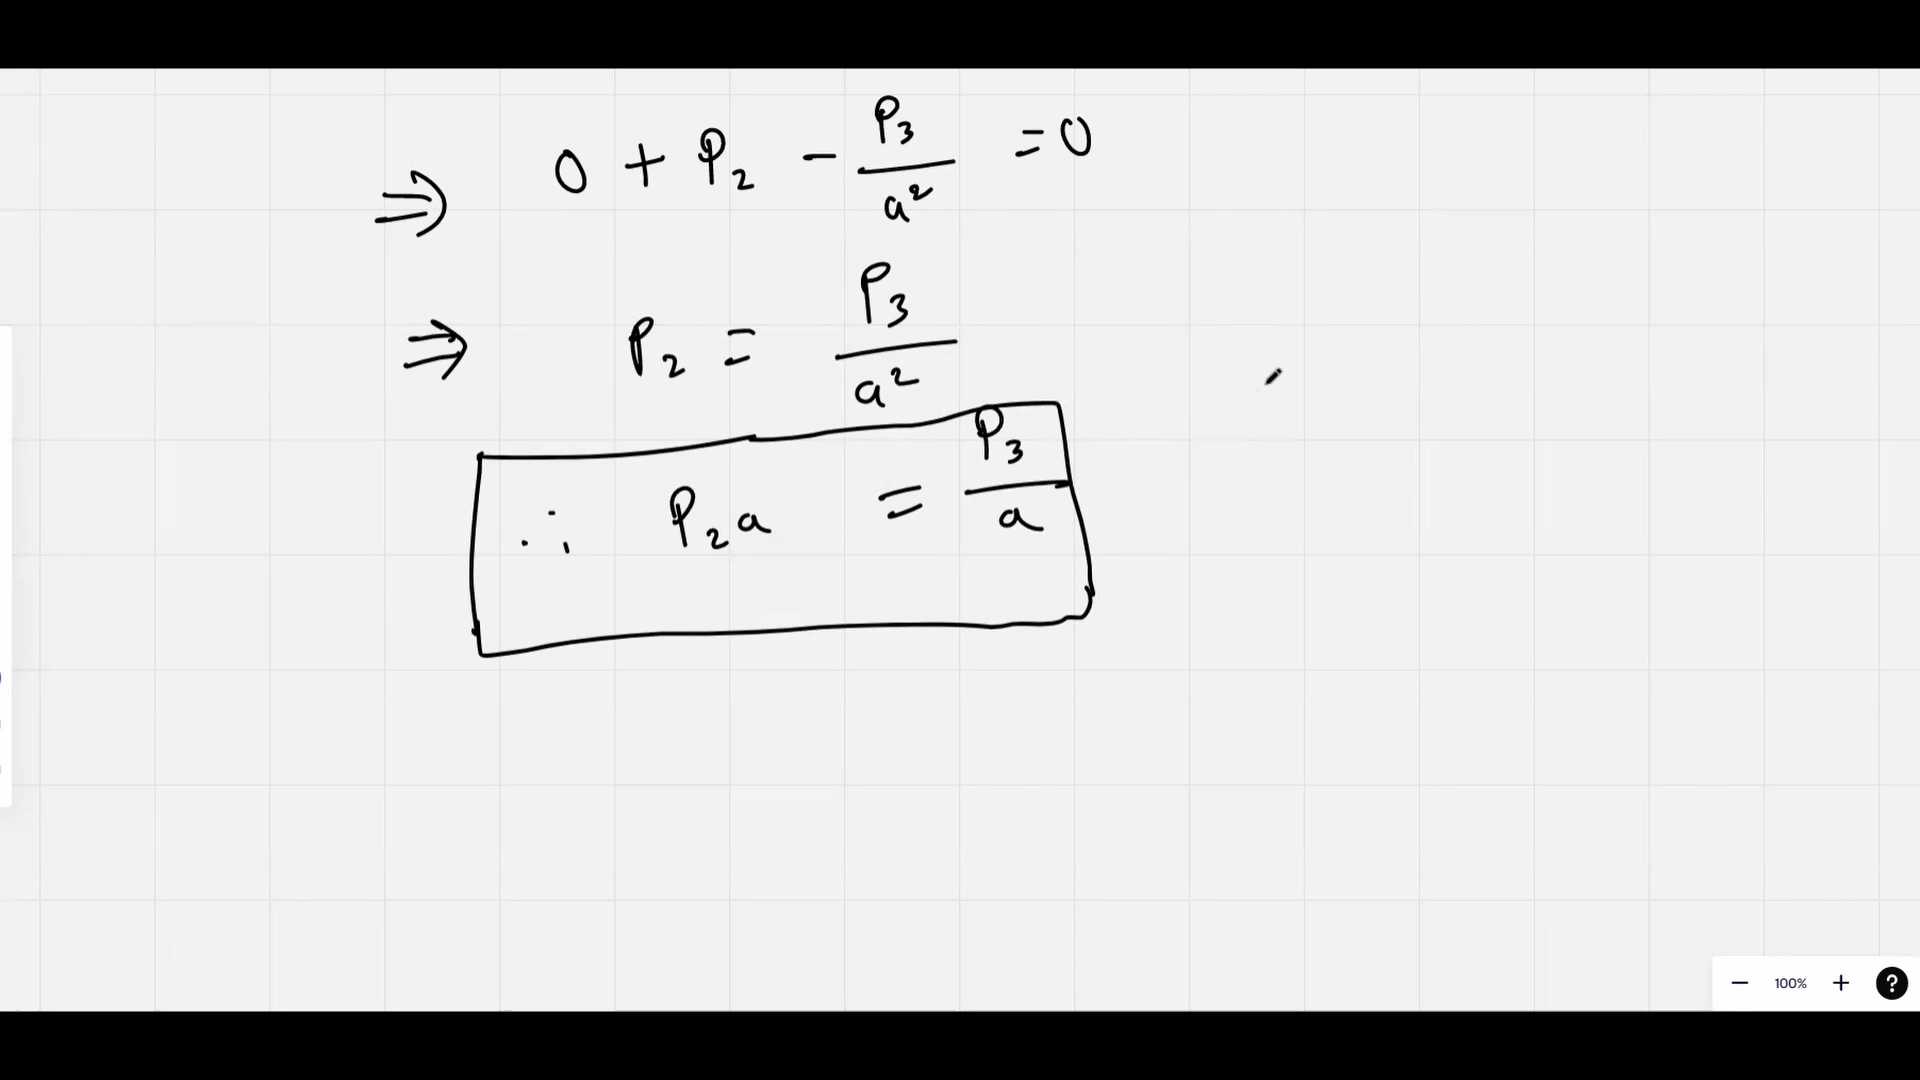 ⇒ 0 + P₂ - P₃/a² = 0
⇒ P₂ = P₃/a²
∴ P₂a = P₃/a
− 100% + ?